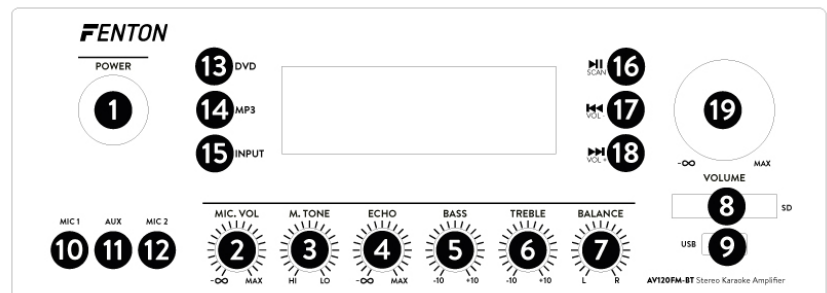 FENTON
POWER
1
13 DVD
14 MP3
15 INPUT
SCAN 16
VOL - 17
VOL + 18
19
-∞ MAX
VOLUME
8 SD
USB 9
MIC 1 AUX MIC 2
10 11 12
MIC. VOL M. TONE ECHO BASS TREBLE BALANCE
2 3 4 5 6 7
-∞ MAX HI LO -∞ MAX -10 +10 -10 +10 L R
AV120FM-BT Stereo Karaoke Amplifier